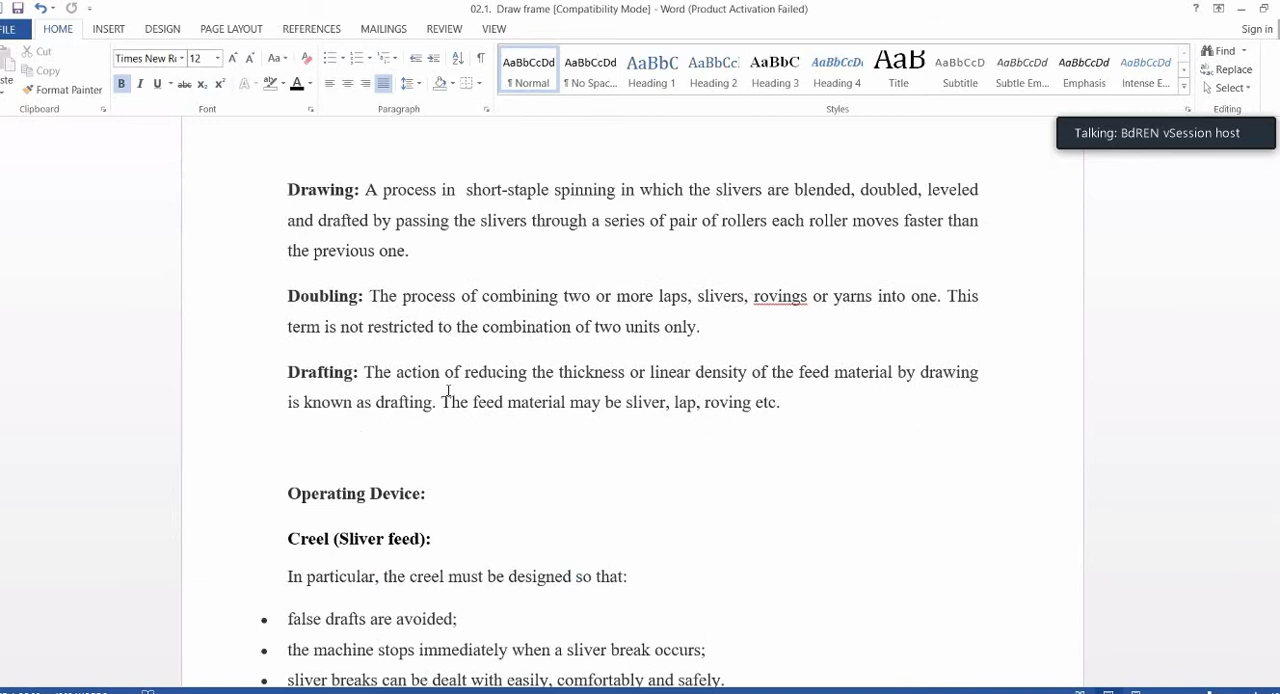 02.1. Draw frame [Compatibility Mode] - Word (Product Activation Failed)
FILE HOME INSERT DESIGN PAGE LAYOUT REFERENCES MAILINGS REVIEW VIEW Sign in
Cut
Copy
Format Painter
Clipboard
Times New R 12
Font
Paragraph
AaBbCcDd AaBbCcDd AaBbC AaBbCc AaBbC AaBbCcD AaB AaBbCcD AaBbCcDd AaBbCcDd AaBbCcDd
¶ Normal ¶ No Spac... Heading 1 Heading 2 Heading 3 Heading 4 Title Subtitle Subtle Em... Emphasis Intense E...
Styles
Find
Replace
Select
Editing
Talking: BdREN vSession host
Drawing: A process in short-staple spinning in which the slivers are blended, doubled, leveled
and drafted by passing the slivers through a series of pair of rollers each roller moves faster than
the previous one.
Doubling: The process of combining two or more laps, slivers, rovings or yarns into one. This
term is not restricted to the combination of two units only.
Drafting: The action of reducing the thickness or linear density of the feed material by drawing
is known as drafting. The feed material may be sliver, lap, roving etc.
Operating Device:
Creel (Sliver feed):
In particular, the creel must be designed so that:
• false drafts are avoided;
• the machine stops immediately when a sliver break occurs;
• sliver breaks can be dealt with easily, comfortably and safely.